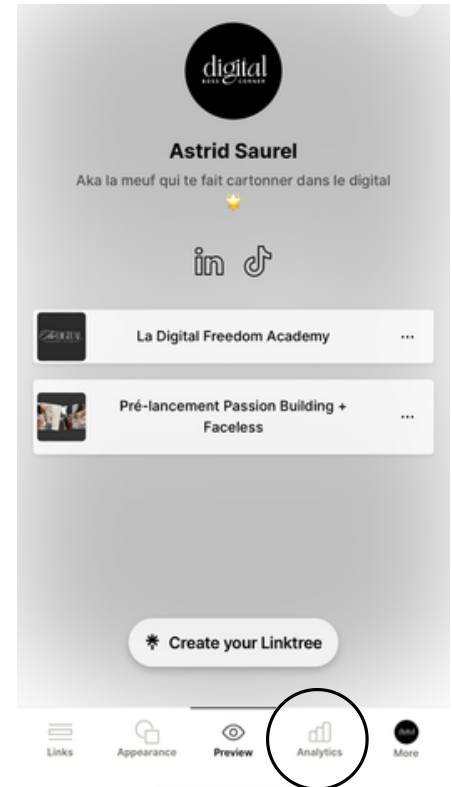 digital
BOSS CORNER
Astrid Saurel
Aka la meuf qui te fait cartonner dans le digital
🌟
in
La Digital Freedom Academy
...
Pré-lancement Passion Building +
Faceless
...
Create your Linktree
Links Appearance Preview Analytics More